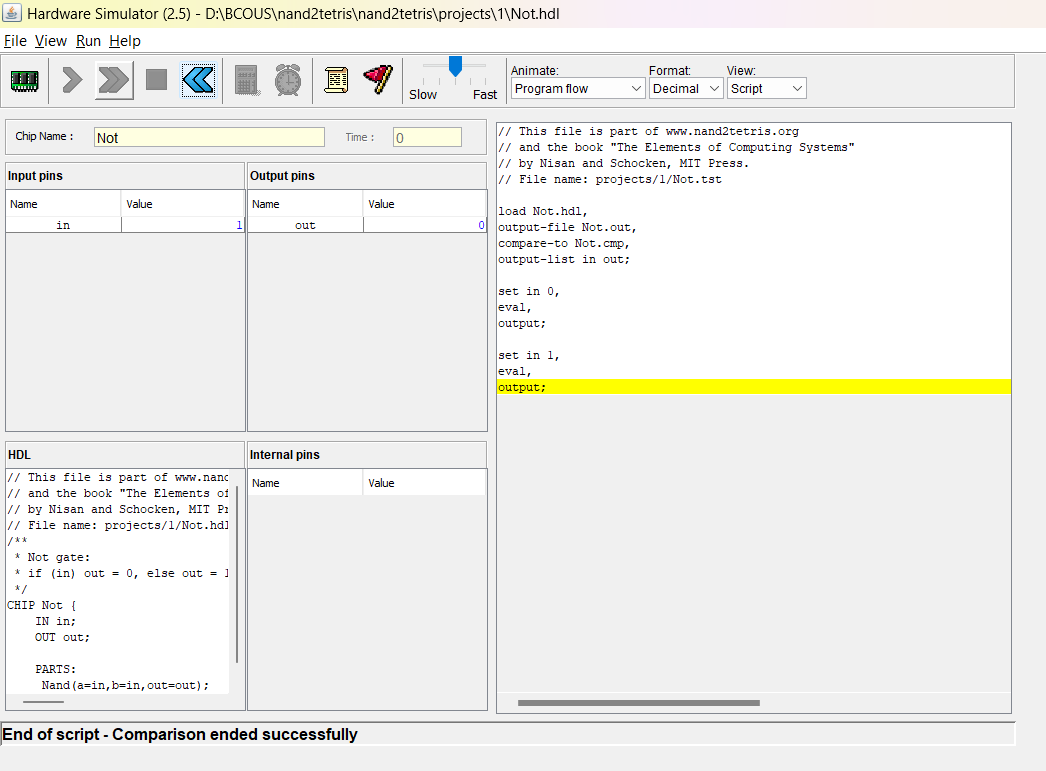 Hardware Simulator (2.5) - D:\BCOUS\nand2tetris\nand2tetris\projects\1\Not.hdl
File View Run Help
Slow Fast
Animate: Format: View:
Program flow Decimal Script
Chip Name : Not Time : 0
Input pins
Name Value
in 1
Output pins
Name Value
out 0
HDL
// This file is part of www.nand
// and the book "The Elements of
// by Nisan and Schocken, MIT Pr
// File name: projects/1/Not.hdl
/**
* Not gate:
* if (in) out = 0, else out = 1
*/
CHIP Not {
IN in;
OUT out;
PARTS:
Nand(a=in,b=in,out=out);
Internal pins
Name Value
// This file is part of www.nand2tetris.org
// and the book "The Elements of Computing Systems"
// by Nisan and Schocken, MIT Press.
// File name: projects/1/Not.tst
load Not.hdl,
output-file Not.out,
compare-to Not.cmp,
output-list in out;
set in 0,
eval,
output;
set in 1,
eval,
output;
End of script - Comparison ended successfully